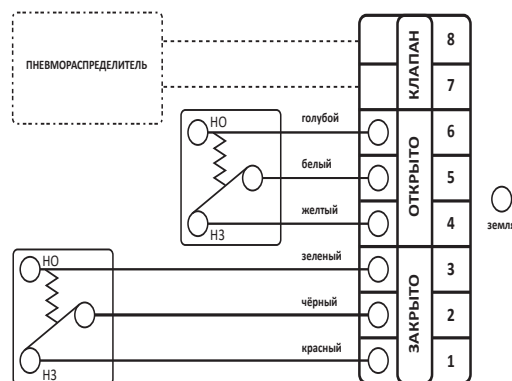 ПНЕВМОРАСПРЕДЕЛИТЕЛЬ
КЛАПАН
8
7
НО
голубой
6
белый
ОТКРЫТО
5
желтый
4
НЗ
земля
НО
зеленый
3
чёрный
ЗАКРЫТО
2
красный
1
НЗ